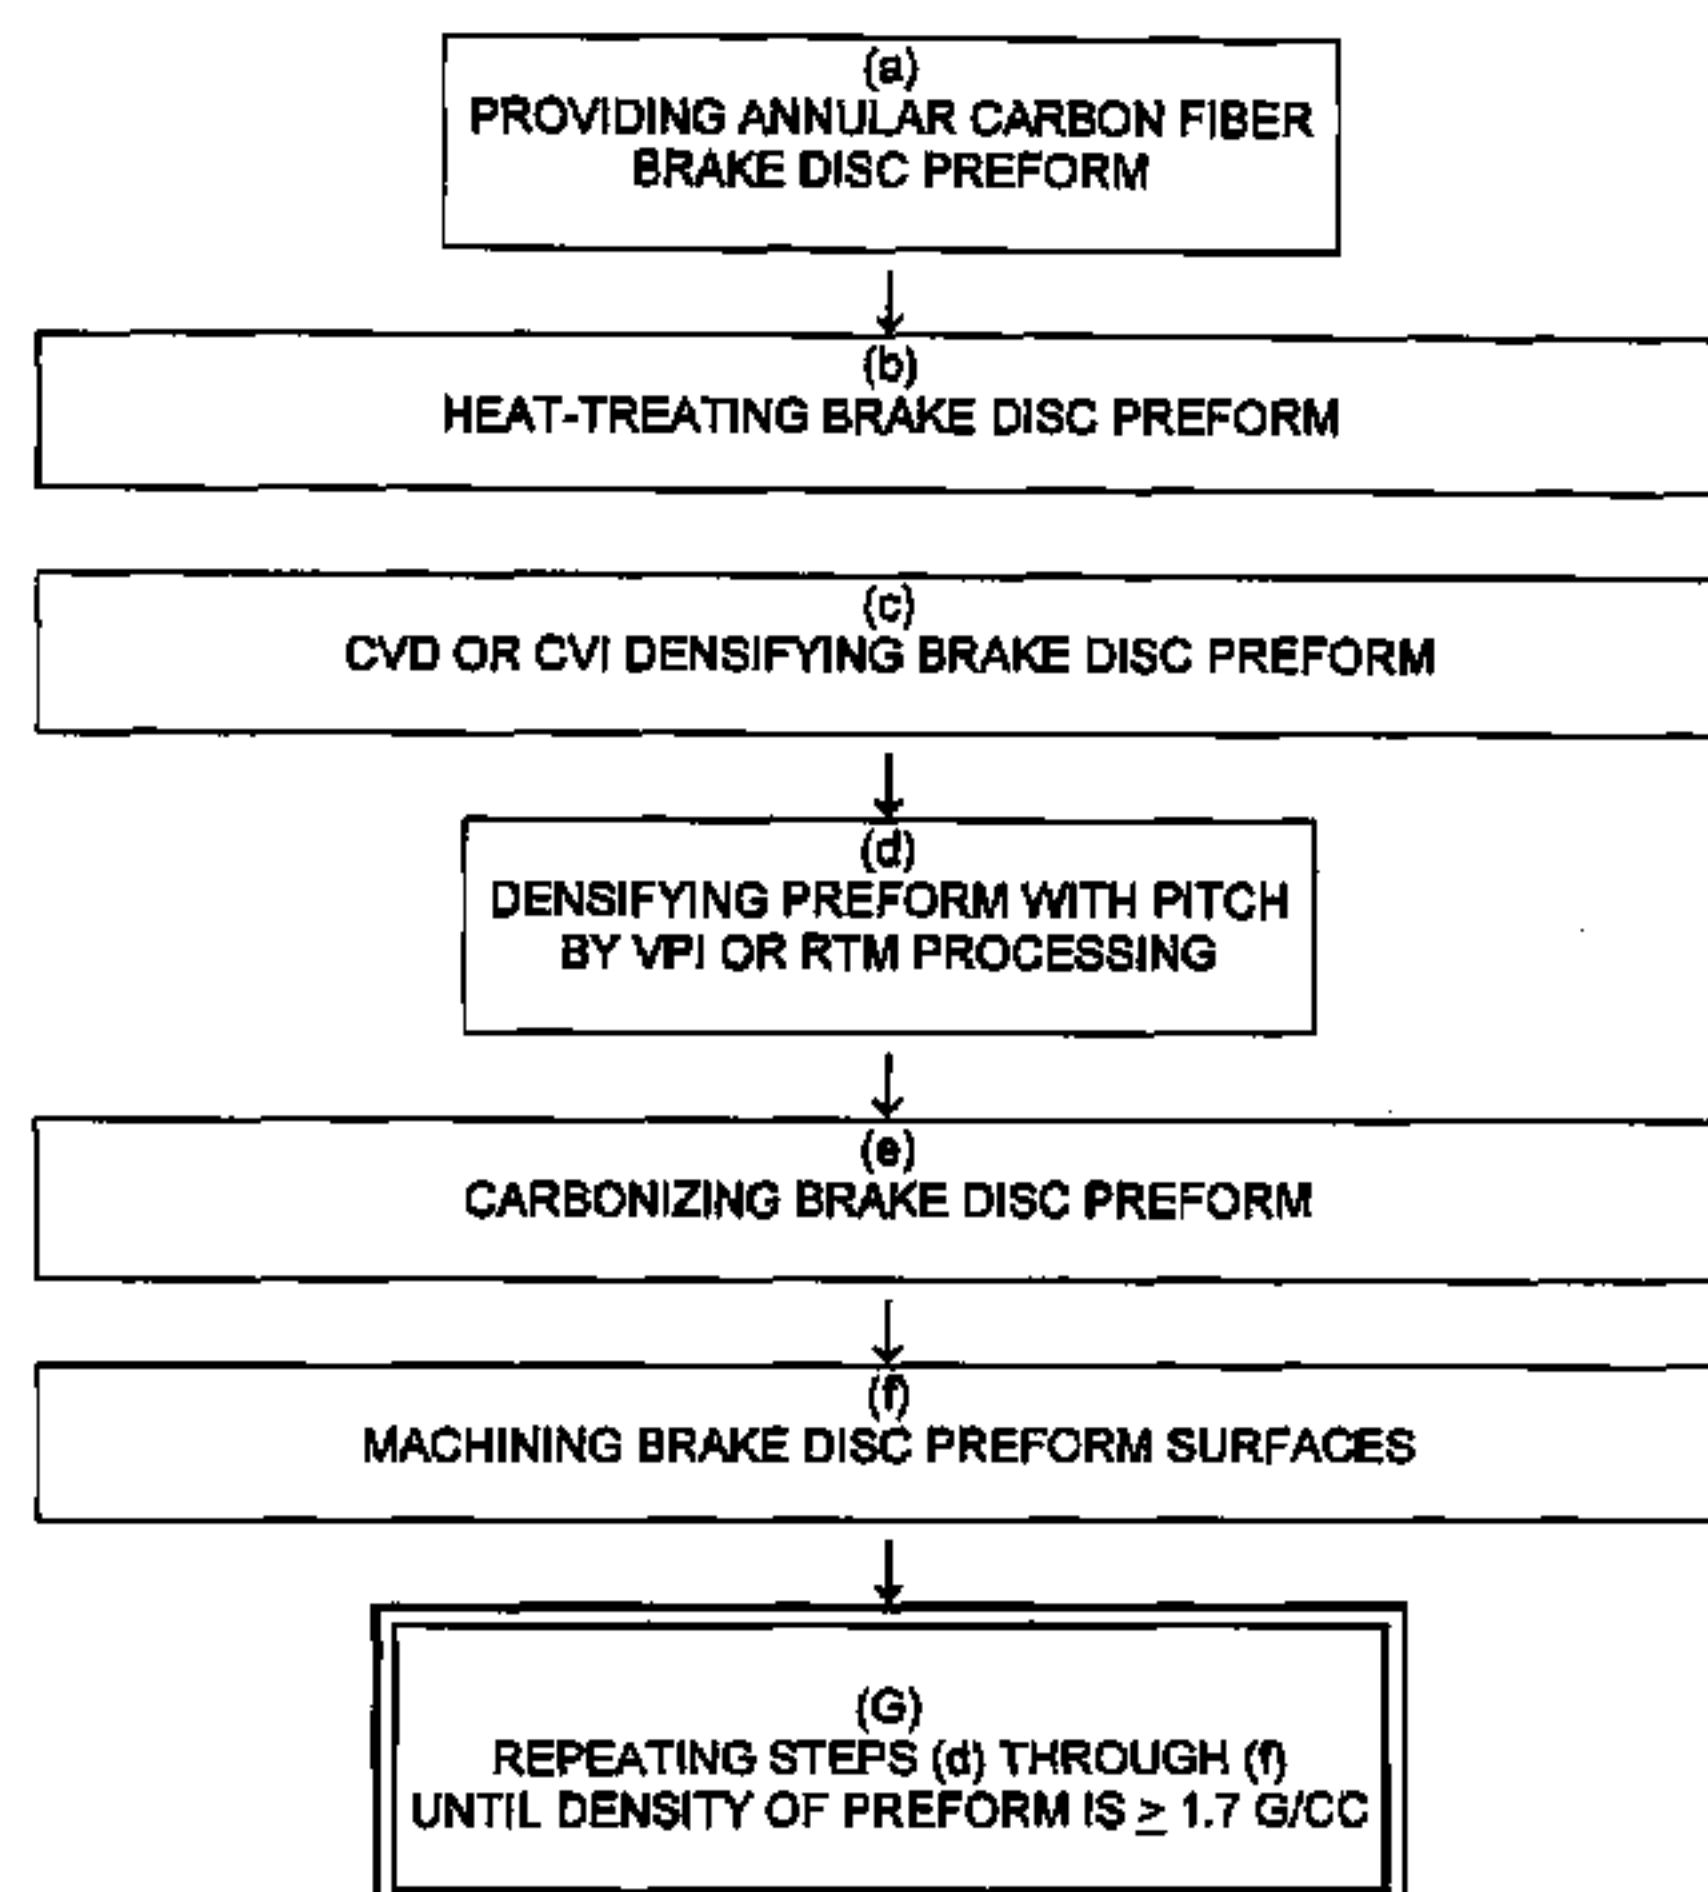 (a)
PROVIDING ANNULAR CARBON FIBER
BRAKE DISC PREFORM
(b)
HEAT-TREATING BRAKE DISC PREFORM
(c)
CVD OR CVI DENSIFYING BRAKE DISC PREFORM
(d)
DENSIFYING PREFORM WITH PITCH
BY VPI OR RTM PROCESSING
(e)
CARBONIZING BRAKE DISC PREFORM
(f)
MACHINING BRAKE DISC PREFORM SURFACES
(G)
REPEATING STEPS (d) THROUGH (f)
UNTIL DENSITY OF PREFORM IS ≥ 1.7 G/CC